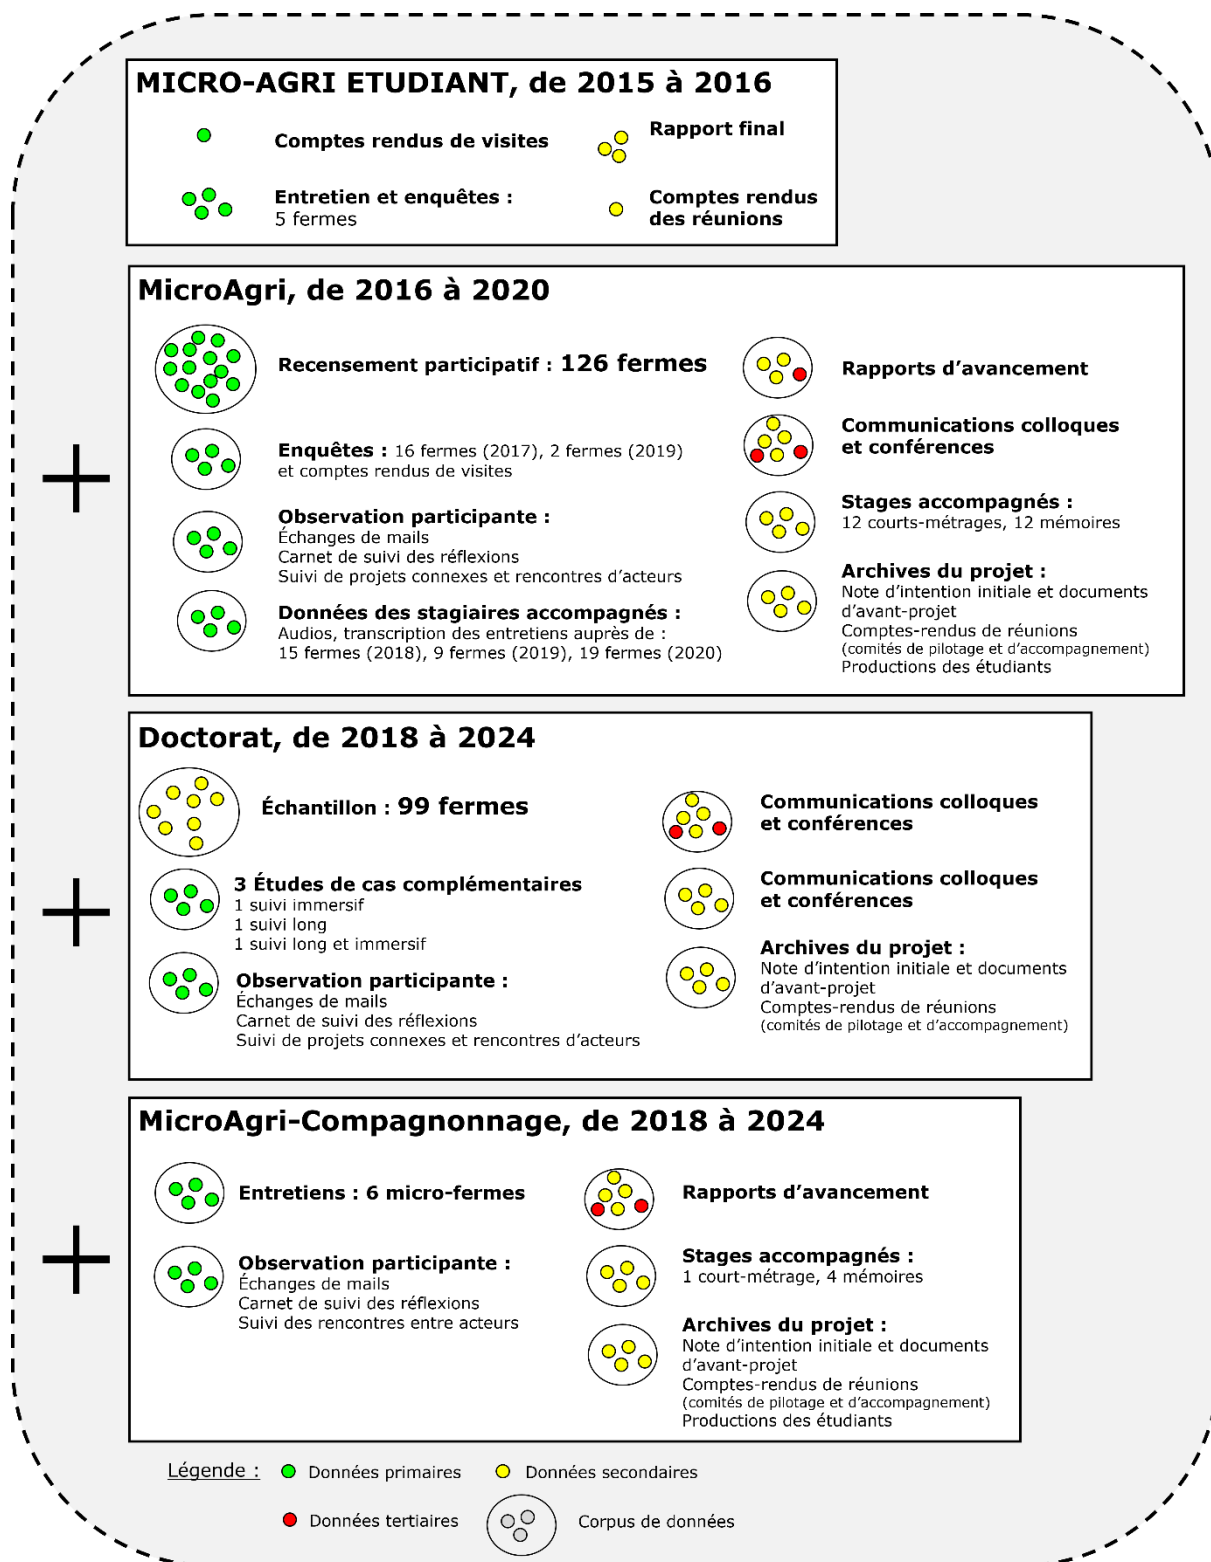 MICRO-AGRI ETUDIANT, de 2015 à 2016
Comptes rendus de visites
Entretien et enquêtes :
5 fermes
Rapport final
Comptes rendus
des réunions
MicroAgri, de 2016 à 2020
Recensement participatif : 126 fermes
Enquêtes : 16 fermes (2017), 2 fermes (2019)
et comptes rendus de visites
Observation participante :
Échanges de mails
Carnet de suivi des réflexions
Suivi de projets connexes et rencontres d'acteurs
Données des stagiaires accompagnés :
Audios, transcription des entretiens auprès de :
15 fermes (2018), 9 fermes (2019), 19 fermes (2020)
Rapports d'avancement
Communications colloques
et conférences
Stages accompagnés :
12 courts-métrages, 12 mémoires
Archives du projet :
Note d'intention initiale et documents
d'avant-projet
Comptes-rendus de réunions
(comités de pilotage et d'accompagnement)
Productions des étudiants
Doctorat, de 2018 à 2024
Échantillon : 99 fermes
3 Études de cas complémentaires
1 suivi immersif
1 suivi long
1 suivi long et immersif
Observation participante :
Échanges de mails
Carnet de suivi des réflexions
Suivi de projets connexes et rencontres d'acteurs
Communications colloques
et conférences
Communications colloques
et conférences
Archives du projet :
Note d'intention initiale et documents
d'avant-projet
Comptes-rendus de réunions
(comités de pilotage et d'accompagnement)
MicroAgri-Compagnonnage, de 2018 à 2024
Entretiens : 6 micro-fermes
Observation participante :
Échanges de mails
Carnet de suivi des réflexions
Suivi des rencontres entre acteurs
Rapports d'avancement
Stages accompagnés :
1 court-métrage, 4 mémoires
Archives du projet :
Note d'intention initiale et documents
d'avant-projet
Comptes-rendus de réunions
(comités de pilotage et d'accompagnement)
Productions des étudiants
Légende :
Données primaires
Données secondaires
Données tertiaires
Corpus de données